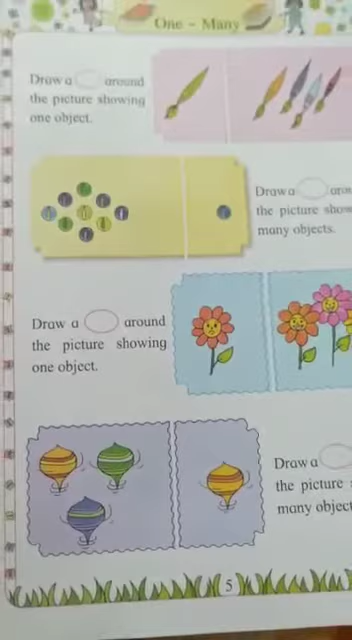 One - Many
Draw a around
the picture showing
one object.
Draw a
the picture
many objects.
Draw a around
the picture showing
one object.
Draw a
the picture
many
5